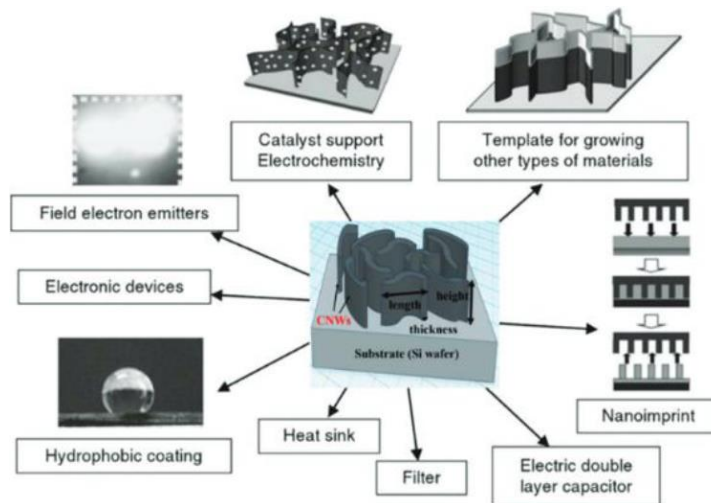 Catalyst support
Electrochemistry
Template for growing
other types of materials
Field electron emitters
Electronic devices
length
height
CNWs
thickness
Substrate (Si wafer)
Hydrophobic coating
Heat sink
Filter
Electric double
layer capacitor
Nanoimprint